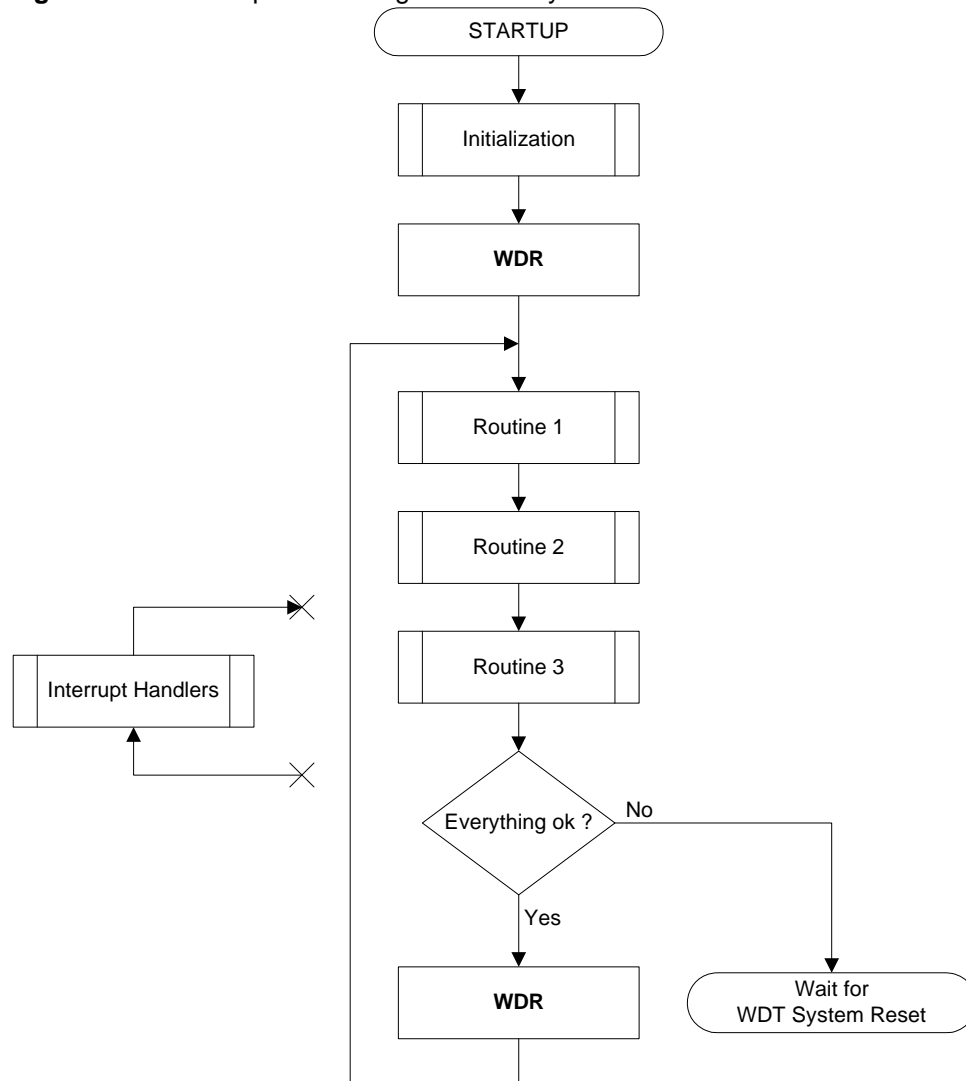 STARTUP
Initialization
WDR
Routine 1
Routine 2
Routine 3
Interrupt Handlers
Everything ok ?
No
Yes
WDR
Wait for
WDT System Reset